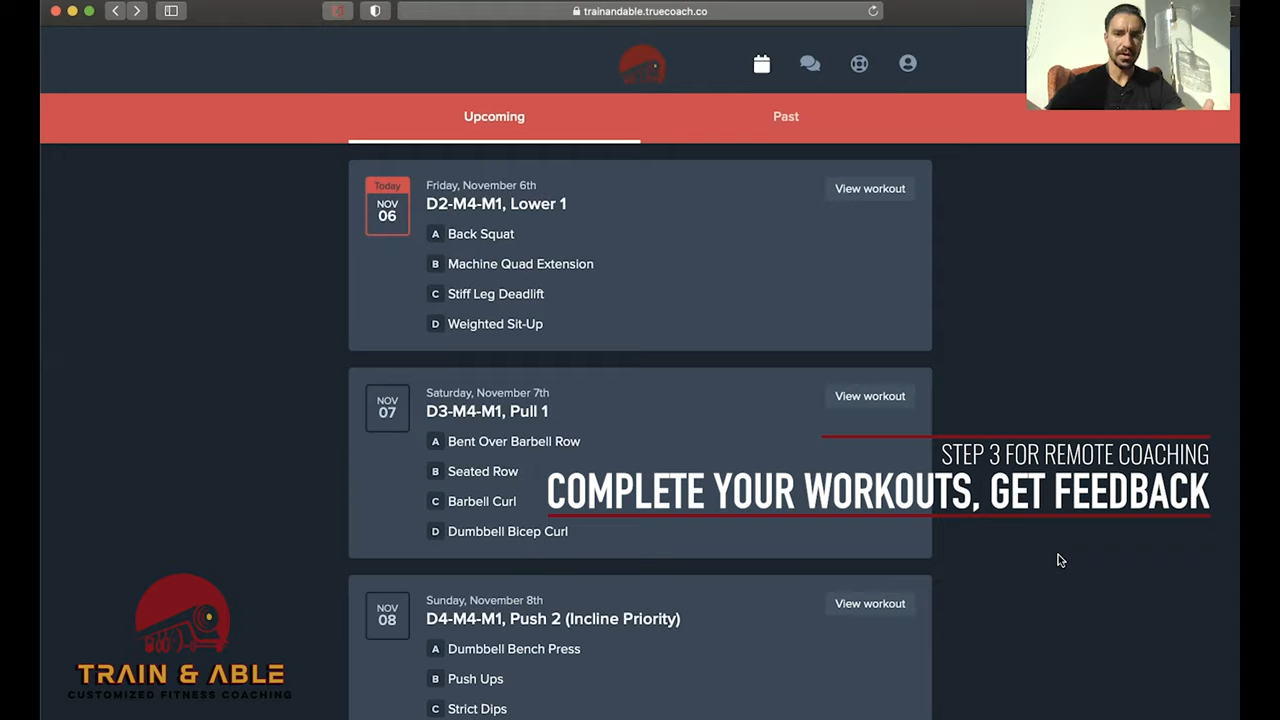 trainandable.truecoach.co
Upcoming
Past
Today
NOV
06
Friday, November 6th
D2-M4-M1, Lower 1
View workout
A Back Squat
B Machine Quad Extension
C Stiff Leg Deadlift
D Weighted Sit-Up
NOV
07
Saturday, November 7th
D3-M4-M1, Pull 1
View workout
A Bent Over Barbell Row
B Seated Row
C Barbell Curl
D Dumbbell Bicep Curl
STEP 3 FOR REMOTE COACHING
COMPLETE YOUR WORKOUTS, GET FEEDBACK
NOV
08
Sunday, November 8th
D4-M4-M1, Push 2 (Incline Priority)
View workout
A Dumbbell Bench Press
B Push Ups
C Strict Dips
TRAIN & ABLE
CUSTOMIZED FITNESS COACHING